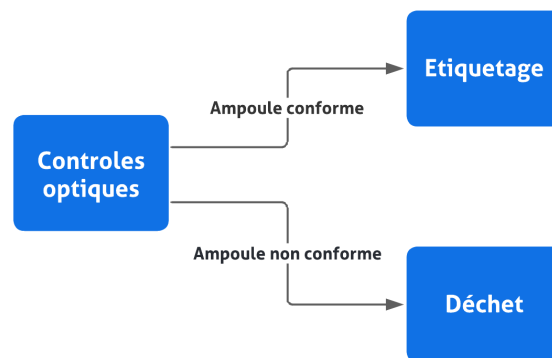 Etiquetage
Ampoule conforme
Controles
optiques
Ampoule non conforme
Déchet